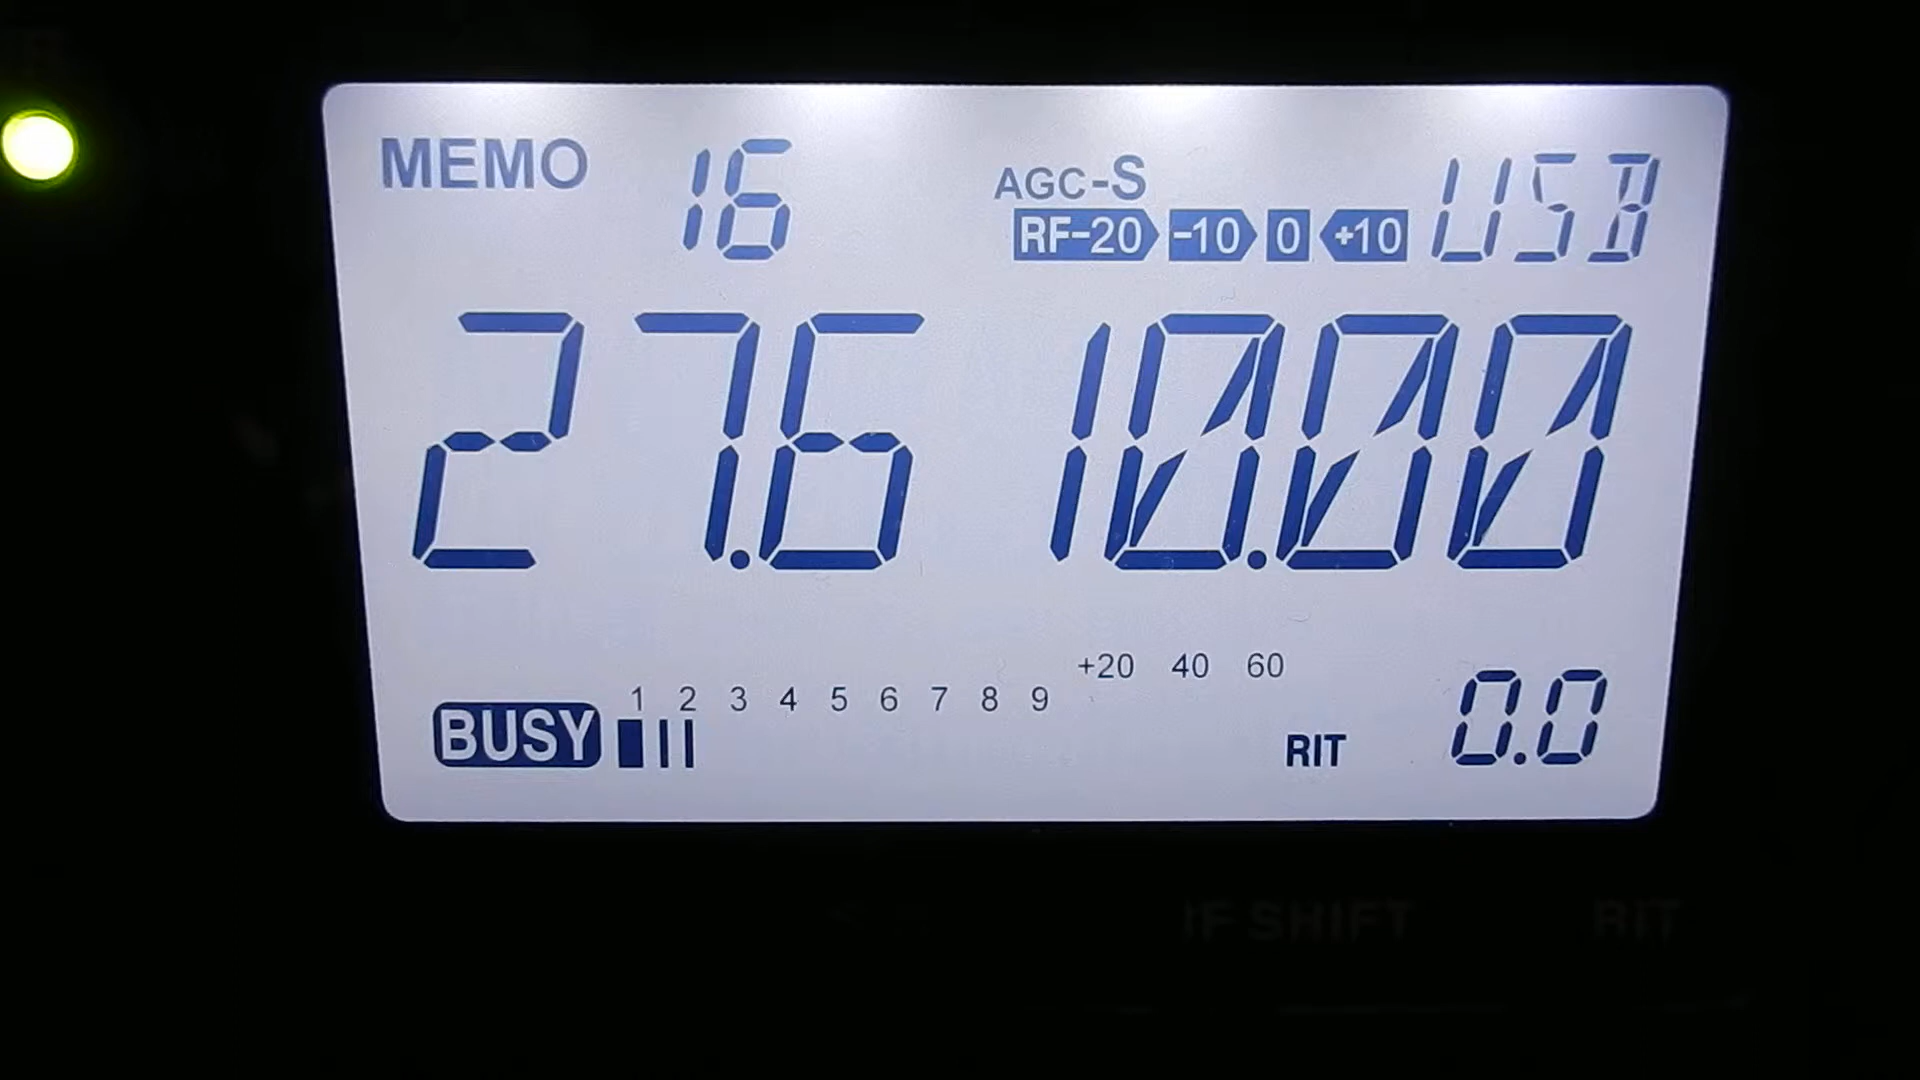 MEMO 16 AGC-S USB
RF-20 -10 0 +10
27.610.000
+20 40 60
1 2 3 4 5 6 7 8 9
BUSY RIT 0.0
IF SHIFT RIT